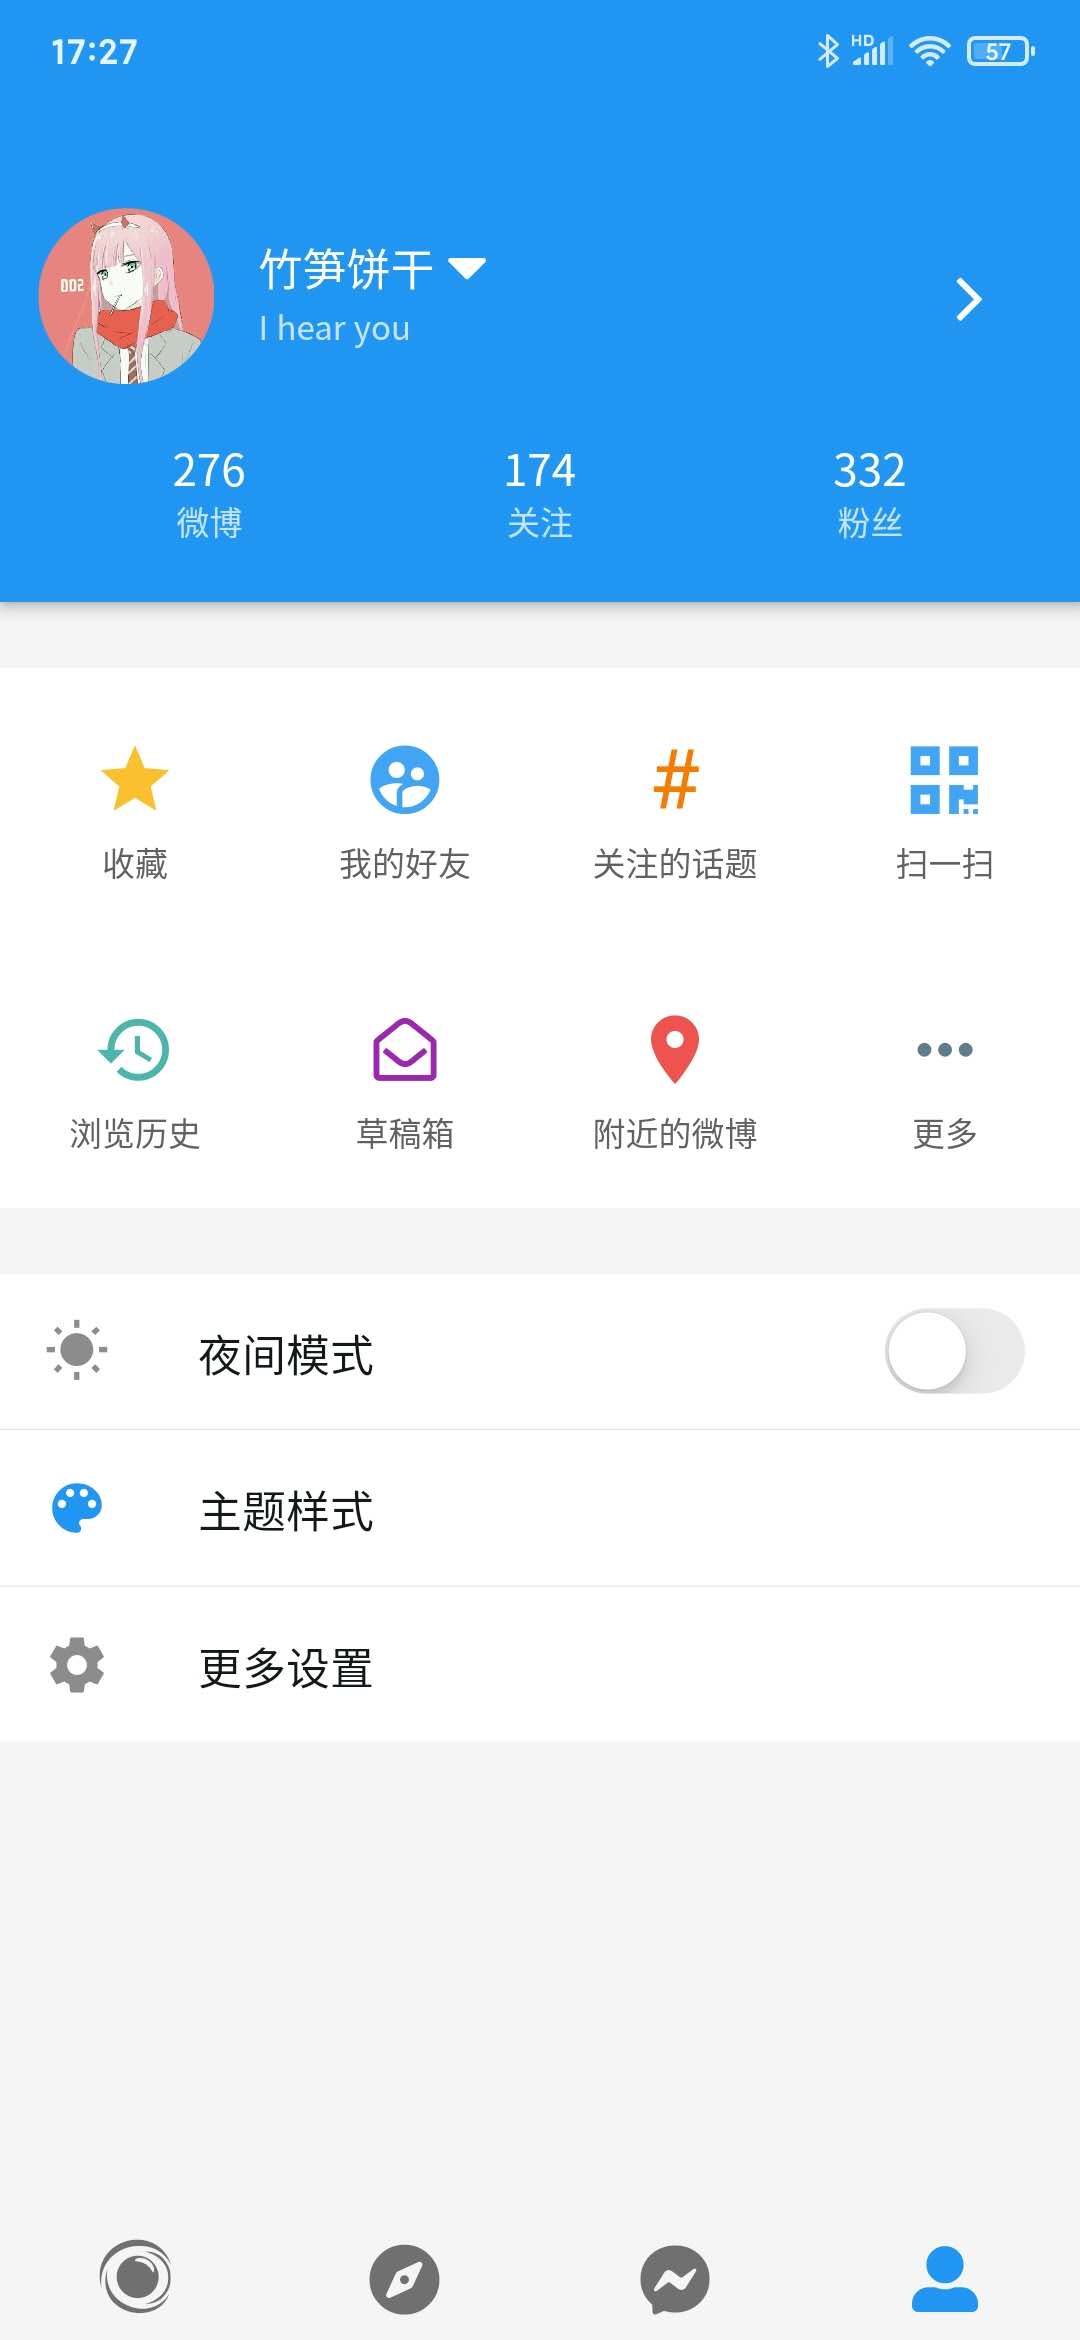 17:27
HD
57
002
竹笋饼干
I hear you
276
174
332
微博
关注
粉丝
收藏
我的好友
关注的话题
扫一扫
浏览历史
草稿箱
附近的微博
更多
夜间模式
主题样式
更多设置